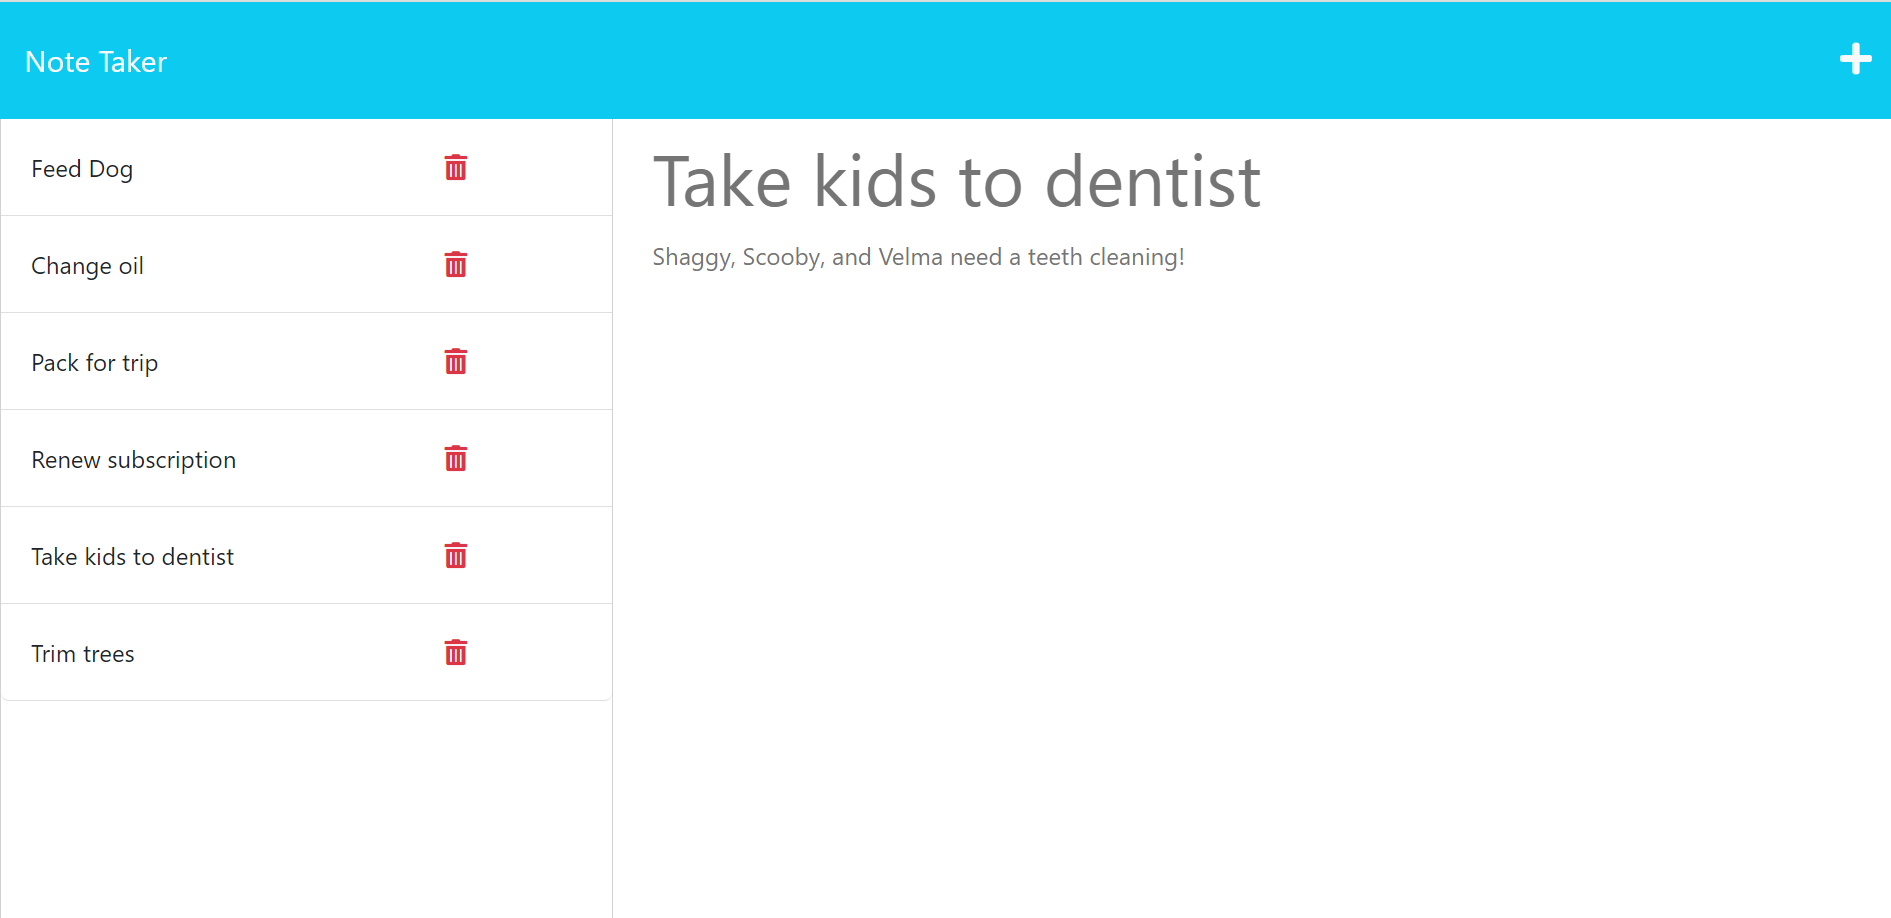 Note Taker
Feed Dog
Change oil
Pack for trip
Renew subscription
Take kids to dentist
Trim trees
Take kids to dentist
Shaggy, Scooby, and Velma need a teeth cleaning!